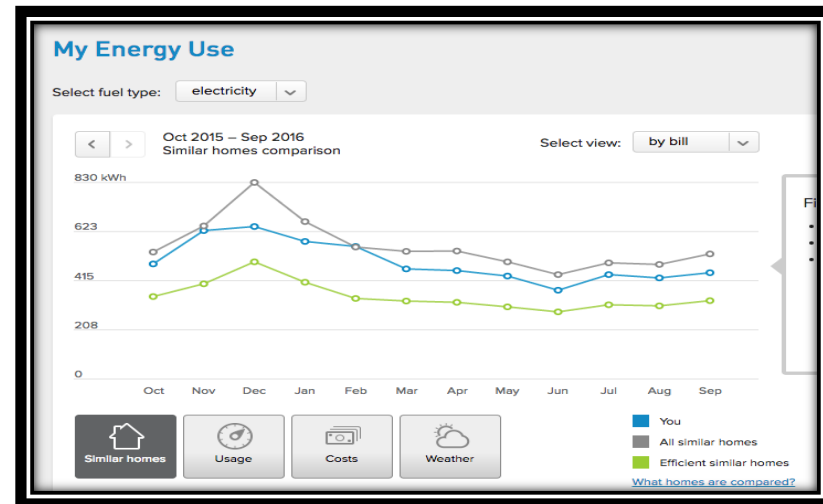 My Energy Use
Select fuel type: electricity
Oct 2015 – Sep 2016
Similar homes comparison
Select view: by bill
830 kWh
623
415
208
0
Oct Nov Dec Jan Feb Mar Apr May Jun Jul Aug Sep
Fi
Similar homes
Usage
Costs
Weather
You
All similar homes
Efficient similar homes
What homes are compared?